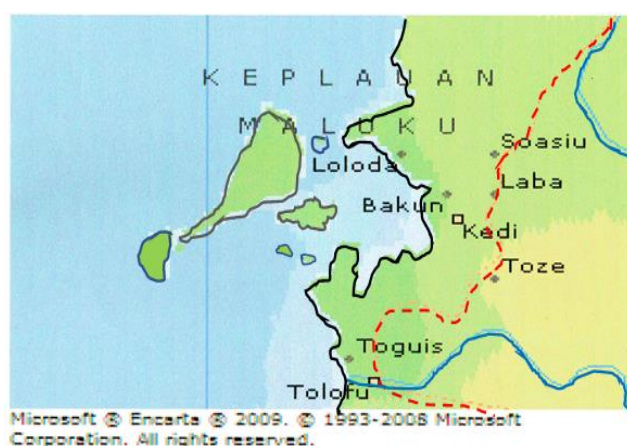 K E P L A U A N
M A L U K U
Soasiu
Loloda
Laba
Bakun
Kedi
Toze
Toguis
Tolofu
Microsoft ® Encarta ® 2009. © 1993-2008 Microsoft
Corporation. All rights reserved.